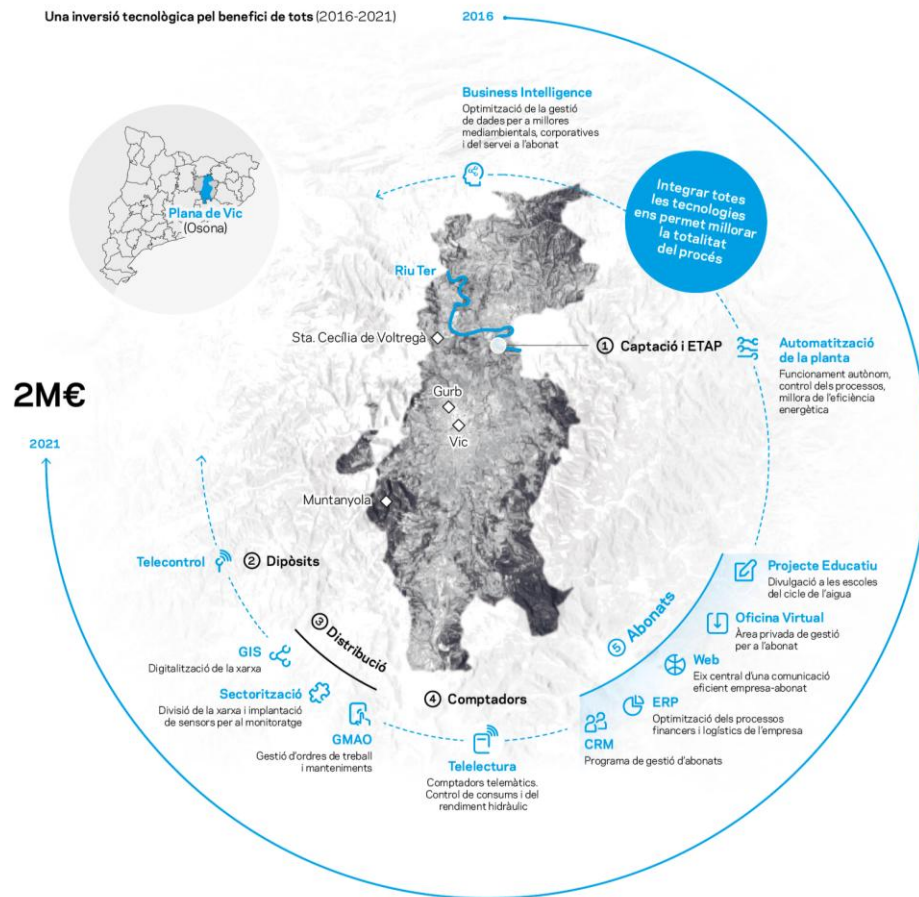 Una inversió tecnològica pel benefici de tots (2016-2021)
2016
Business Intelligence
Optimització de la gestió
de dades per a millores
mediambientals, corporatives
i del servei a l'abonat
Integrar totes
les tecnologies
ens permet millorar
la totalitat
del procés
Plana de Vic
(Osona)
Riu Ter
Sta. Cecília de Voltregà
① Captació i ETAP
Automatització
de la planta
Funcionament autònom,
control dels processos,
millora de l'eficiència
energètica
2M€
Gurb
Vic
2021
Muntanyola
Telecontrol
② Dipòsits
③ Distribució
GIS
Digitalització de la xarxa
Sectorització
Divisió de la xarxa i implantació
de sensors per al monitoratge
GMAO
Gestió d'ordres de treball
i manteniments
④ Comptadors
Telelectura
Comptadors telemàtics.
Control de consums i del
rendiment hidràulic
⑤ Abonats
Projecte Educatiu
Divulgació a les escoles
del cicle de l'aigua
Oficina Virtual
Àrea privada de gestió
per a l'abonat
Web
Eix central d'una comunicació
eficient empresa-abonat
ERP
Optimització dels processos
financers i logístics de l'empresa
CRM
Programa de gestió d'abonats